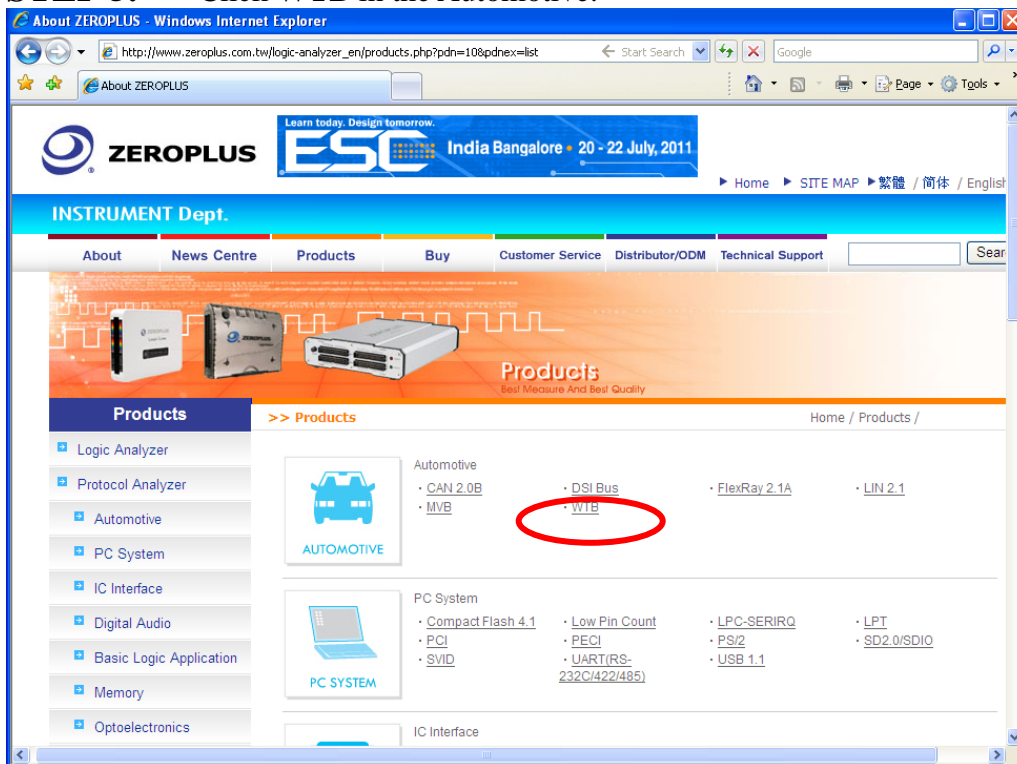 About ZEROPLUS - Windows Internet Explorer
http://www.zeroplus.com.tw/logic-analyzer_en/products.php?pdn=10&pdnex=list
Start Search
Google
About ZEROPLUS
Page
Tools
ZEROPLUS
Learn today. Design tomorrow.
ESC India Bangalore • 20 - 22 July, 2011
Home SITE MAP 繁體 / 简体 / English
INSTRUMENT Dept.
About News Centre Products Buy Customer Service Distributor/ODM Technical Support Sear
Products
Best Measure And Best Quality
Products
>> Products
Home / Products /
Logic Analyzer
Protocol Analyzer
Automotive
PC System
IC Interface
Digital Audio
Basic Logic Application
Memory
Optoelectronics
AUTOMOTIVE
Automotive
· CAN 2.0B · DSI Bus · FlexRay 2.1A · LIN 2.1
· MVB · WTB
PC SYSTEM
PC System
· Compact Flash 4.1 · Low Pin Count · LPC-SERIRQ · LPT
· PCI · PECI · PS/2 · SD2.0/SDIO
· SVID · UART(RS-232C/422/485) · USB 1.1
IC Interface